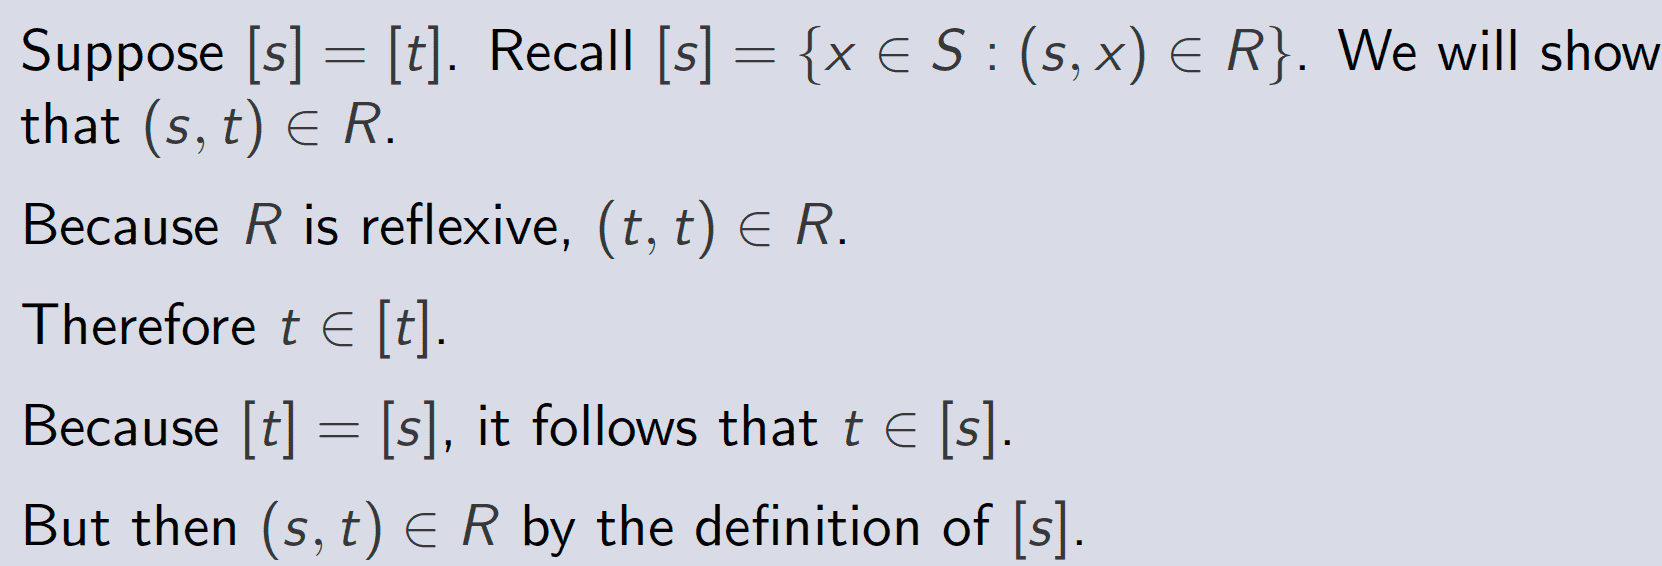 Suppose [s] = [t]. Recall [s] = {x ∈ S : (s, x) ∈ R}. We will show
that (s, t) ∈ R.
Because R is reflexive, (t, t) ∈ R.
Therefore t ∈ [t].
Because [t] = [s], it follows that t ∈ [s].
But then (s, t) ∈ R by the definition of [s].